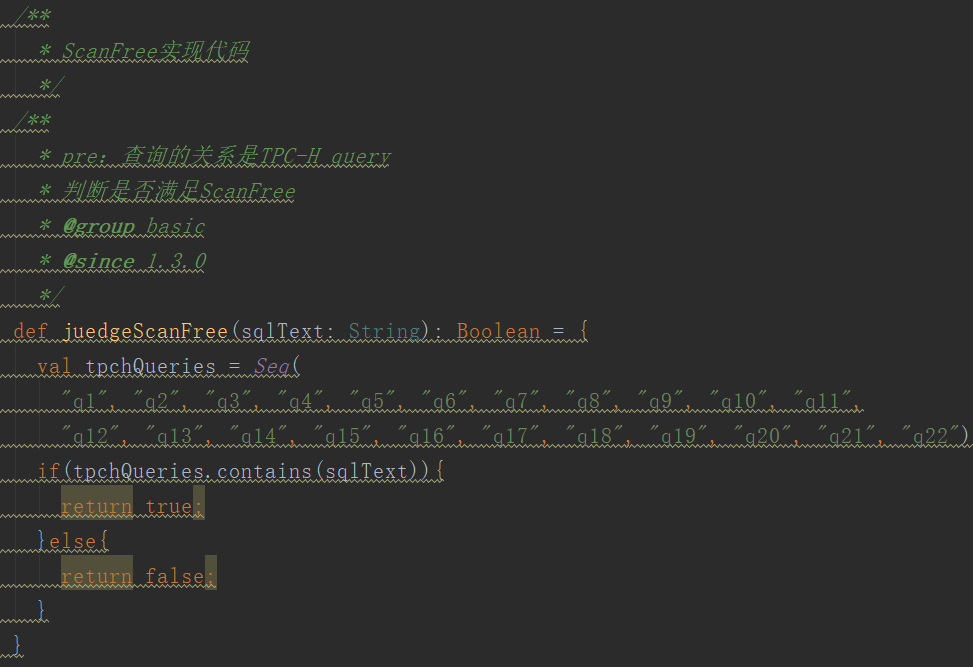 /**
* ScanFree实现代码
*/
/**
* pre: 查询的关系是TPC-H query
* 判断是否满足ScanFree
* @group basic
* @since 1.3.0
*/
def juedgeScanFree(sqlText: String): Boolean = {
val tpchQueries = Seq(
"q1", "q2", "q3", "q4", "q5", "q6", "q7", "q8", "q9", "q10", "q11",
"q12", "q13", "q14", "q15", "q16", "q17", "q18", "q19", "q20", "q21", "q22")
if(tpchQueries.contains(sqlText)){
return true;
}else{
return false;
}
}